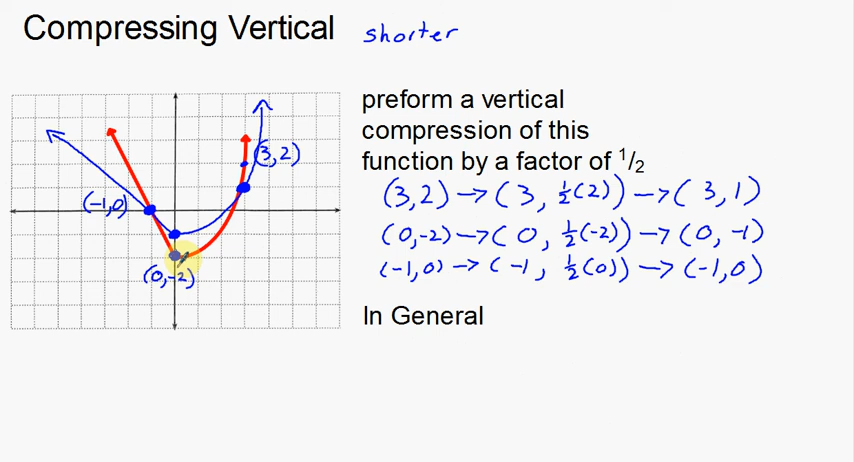 Compressing Vertical shorter
preform a vertical
compression of this
function by a factor of 1/2
(3,2)
(-1,0)
(0,-2)
(3,2) → (3, ½(2)) → (3,1)
(0,-2) → (0, ½(-2)) → (0,-1)
(-1,0) → (-1, ½(0)) → (-1,0)
In General